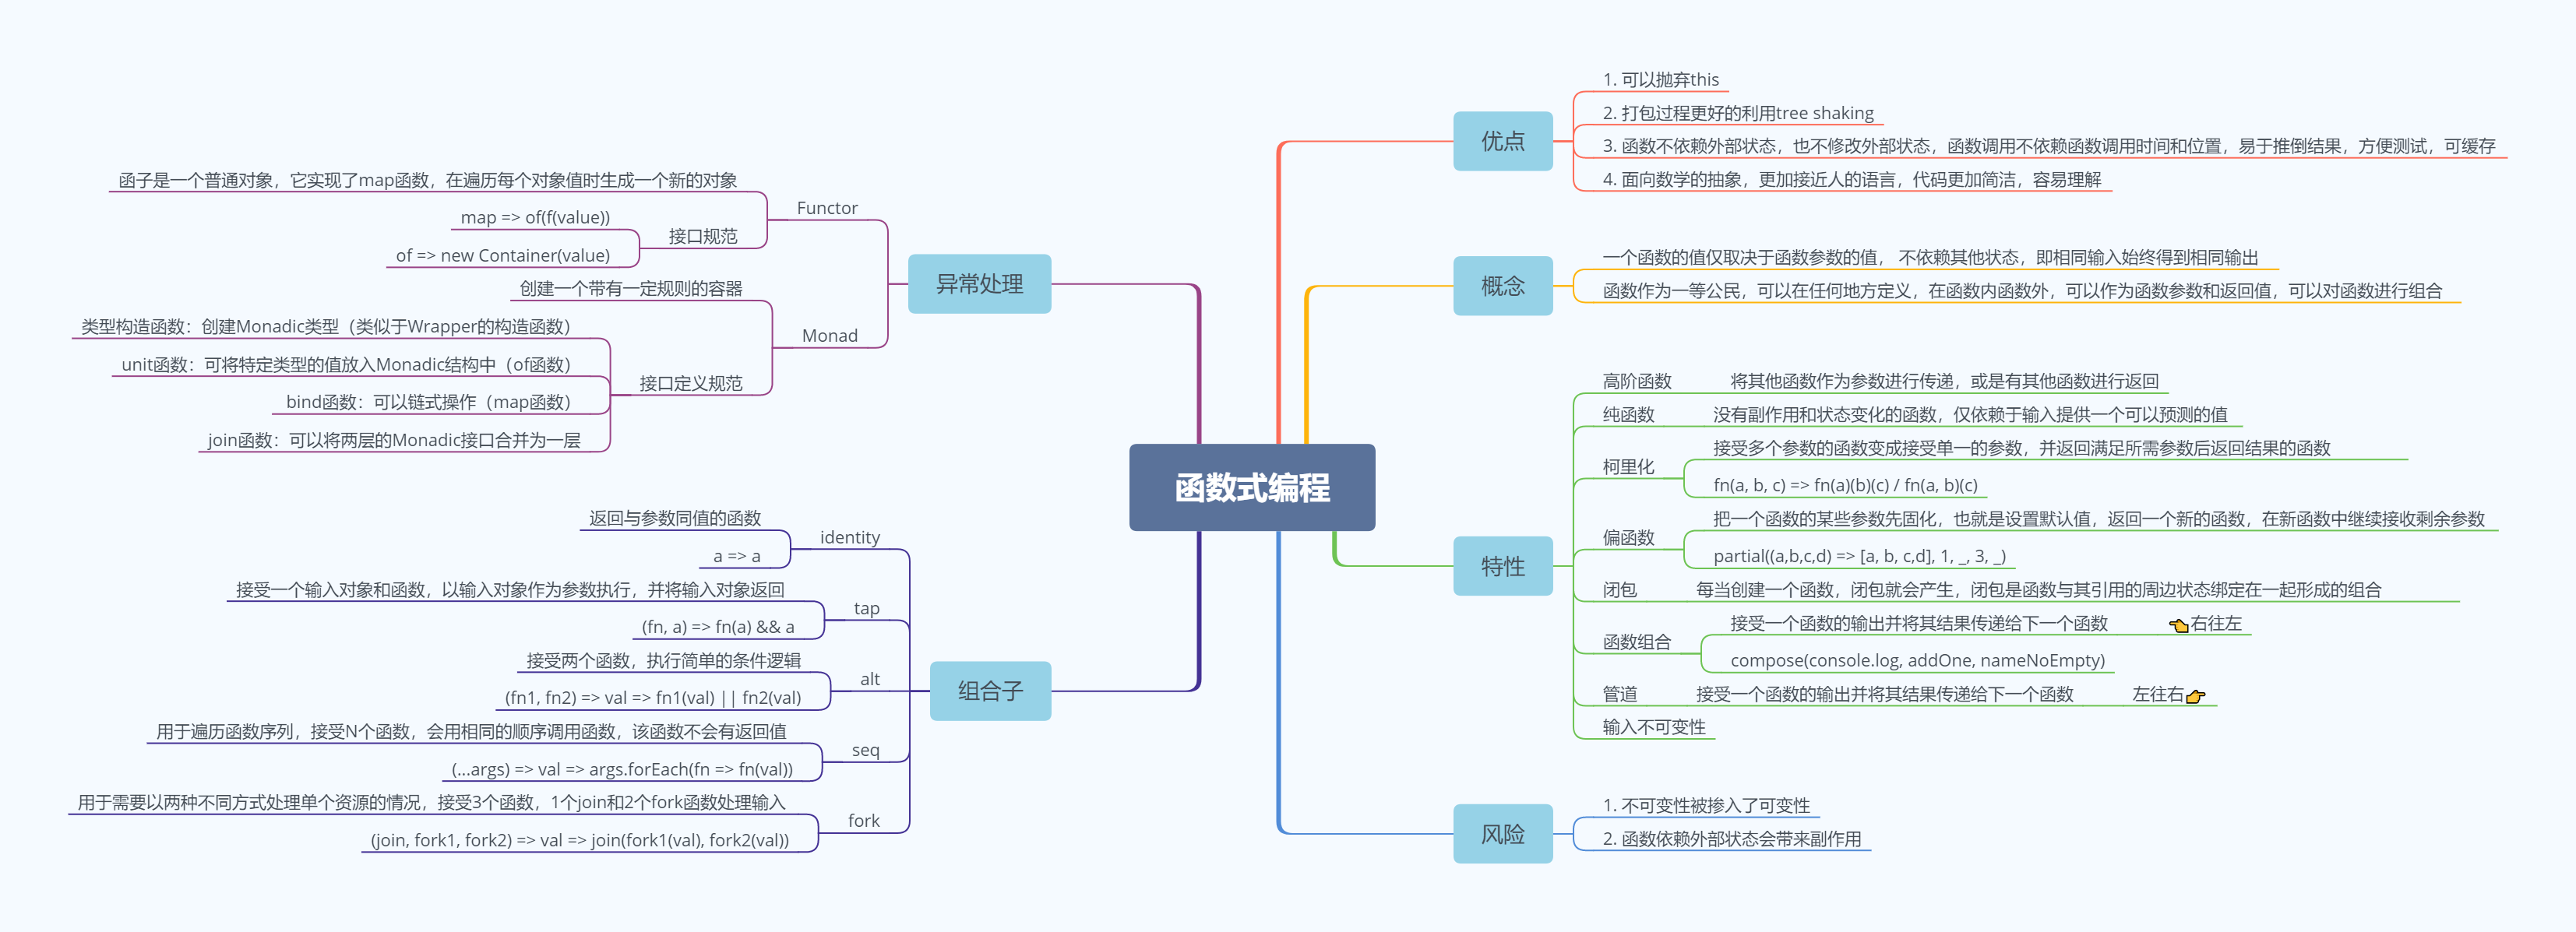 函数式编程
优点
1. 可以抛弃this
2. 打包过程更好的利用tree shaking
3. 函数不依赖外部状态，也不修改外部状态，函数调用不依赖函数调用时间和位置，易于推倒结果，方便测试，可缓存
4. 面向数学的抽象，更加接近人的语言，代码更加简洁，容易理解
概念
一个函数的值仅取决于函数参数的值， 不依赖其他状态，即相同输入始终得到相同输出
函数作为一等公民，可以在任何地方定义，在函数内函数外，可以作为函数参数和返回值，可以对函数进行组合
特性
高阶函数
将其他函数作为参数进行传递，或是有其他函数进行返回
纯函数
没有副作用和状态变化的函数，仅依赖于输入提供一个可以预测的值
柯里化
接受多个参数的函数变成接受单一的参数，并返回满足所需参数后返回结果的函数
fn(a, b, c) => fn(a)(b)(c) / fn(a, b)(c)
偏函数
把一个函数的某些参数先固化，也就是设置默认值，返回一个新的函数，在新函数中继续接收剩余参数
partial((a,b,c,d) => [a, b, c,d], 1, _, 3, _)
闭包
每当创建一个函数，闭包就会产生，闭包是函数与其引用的周边状态绑定在一起形成的组合
函数组合
接受一个函数的输出并将其结果传递给下一个函数
👈右往左
compose(console.log, addOne, nameNoEmpty)
管道
接受一个函数的输出并将其结果传递给下一个函数
左往右👉
输入不可变性
风险
1. 不可变性被掺入了可变性
2. 函数依赖外部状态会带来副作用
异常处理
Functor
函子是一个普通对象，它实现了map函数，在遍历每个对象值时生成一个新的对象
接口规范
map => of(f(value))
of => new Container(value)
Monad
创建一个带有一定规则的容器
接口定义规范
类型构造函数：创建Monadic类型（类似于Wrapper的构造函数）
unit函数：可将特定类型的值放入Monadic结构中（of函数）
bind函数：可以链式操作（map函数）
join函数：可以将两层的Monadic接口合并为一层
组合子
identity
返回与参数同值的函数
a => a
tap
接受一个输入对象和函数，以输入对象作为参数执行，并将输入对象返回
(fn, a) => fn(a) && a
alt
接受两个函数，执行简单的条件逻辑
(fn1, fn2) => val => fn1(val) || fn2(val)
seq
用于遍历函数序列，接受N个函数，会用相同的顺序调用函数，该函数不会有返回值
(...args) => val => args.forEach(fn => fn(val))
fork
用于需要以两种不同方式处理单个资源的情况，接受3个函数，1个join和2个fork函数处理输入
(join, fork1, fork2) => val => join(fork1(val), fork2(val))